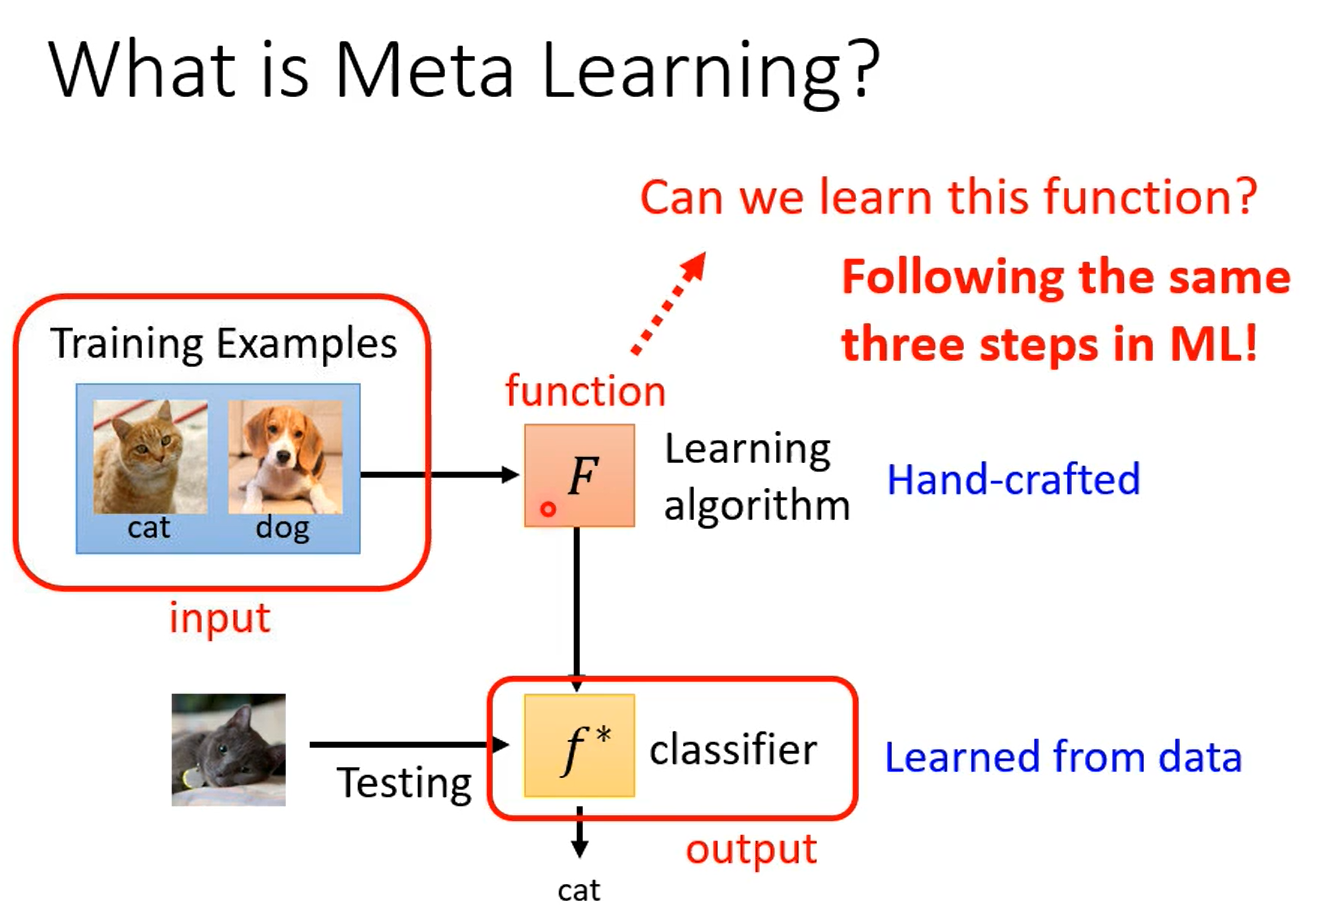 What is Meta Learning?
Can we learn this function?
Following the same
three steps in ML!
Training Examples
cat
dog
input
function
F
Learning
algorithm
Hand-crafted
Testing
f*
classifier
Learned from data
output
cat